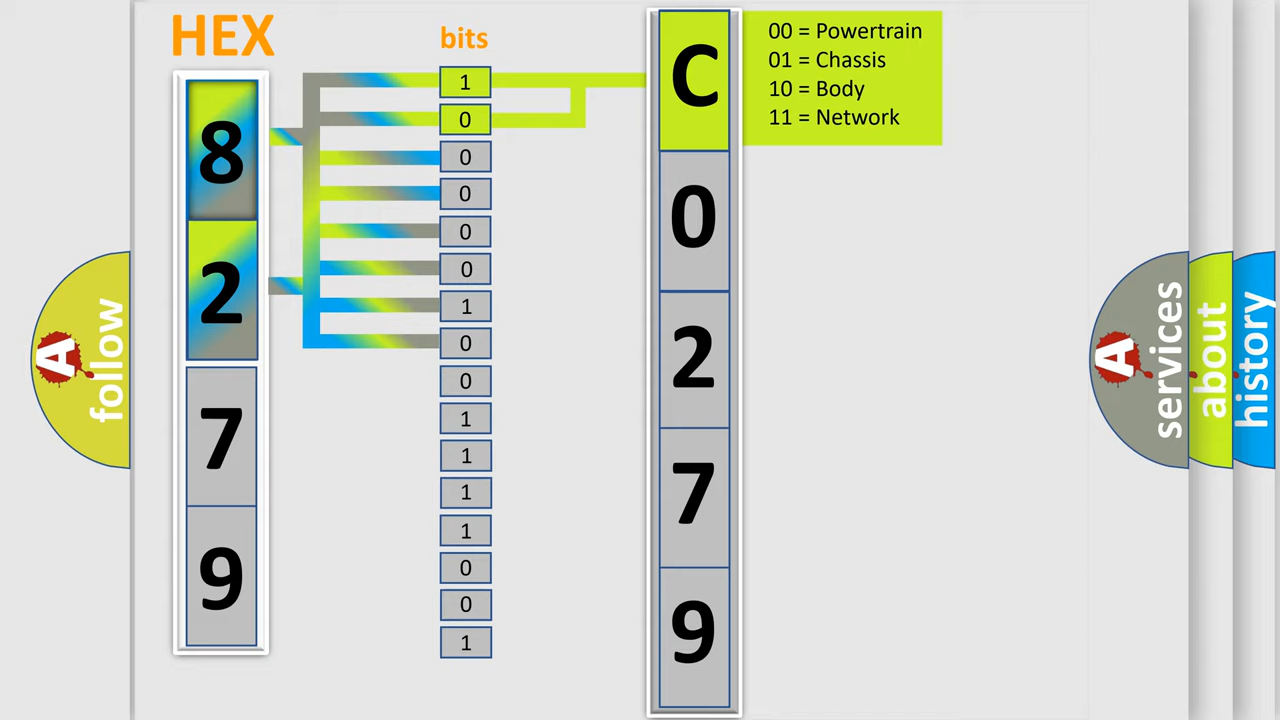 HEX
bits
8
2
7
9
1
0
0
0
0
0
1
0
0
1
1
1
1
0
0
1
C
0
2
7
9
00 = Powertrain
01 = Chassis
10 = Body
11 = Network
A
follow
A
services
about
history